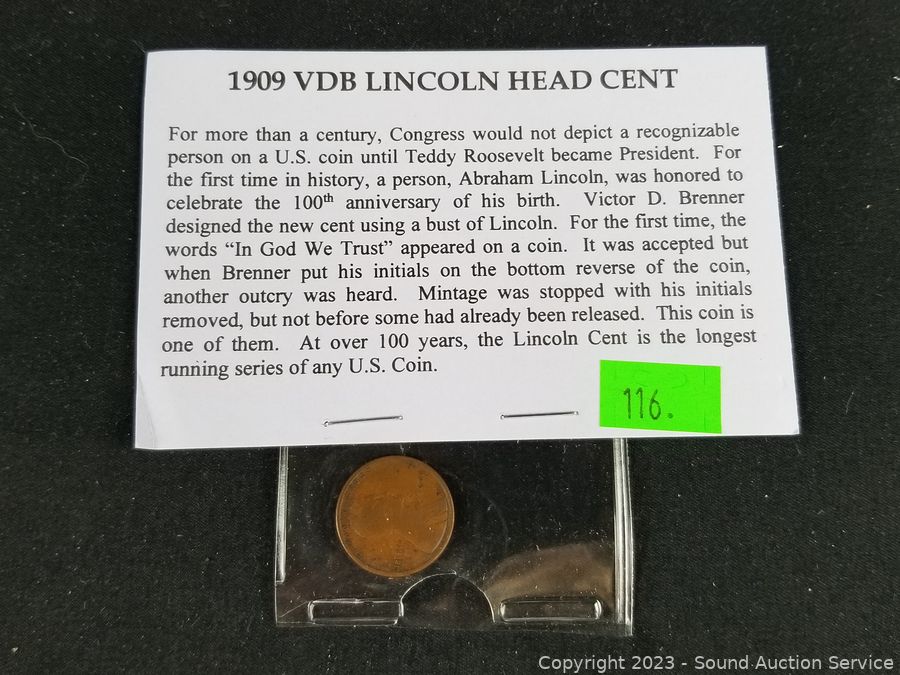 1909 VDB LINCOLN HEAD CENT
For more than a century, Congress would not depict a recognizable
person on a U.S. coin until Teddy Roosevelt became President. For
the first time in history, a person, Abraham Lincoln, was honored to
celebrate the 100th anniversary of his birth. Victor D. Brenner
designed the new cent using a bust of Lincoln. For the first time, the
words “In God We Trust” appeared on a coin. It was accepted but
when Brenner put his initials on the bottom reverse of the coin,
another outcry was heard. Mintage was stopped with his initials
removed, but not before some had already been released. This coin is
one of them. At over 100 years, the Lincoln Cent is the longest
running series of any U.S. Coin.
116.
Copyright 2023 - Sound Auction Service